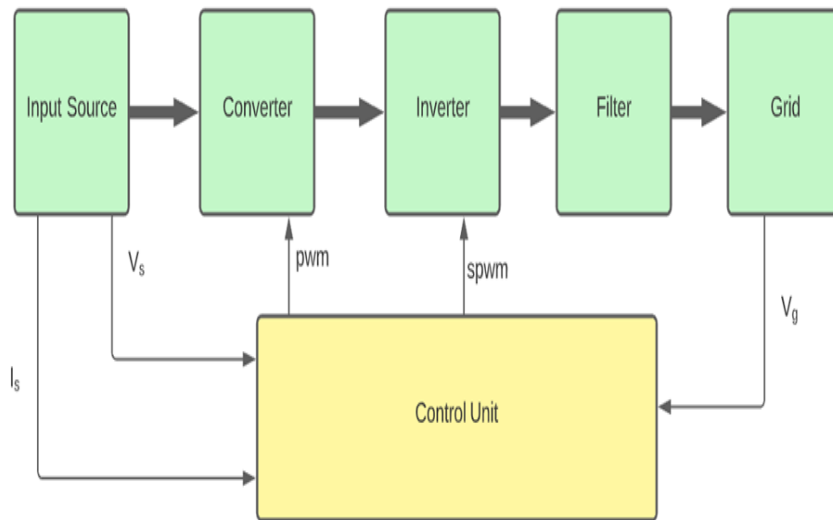 Input Source
Converter
Inverter
Filter
Grid
Vs
pwm
spwm
Vg
Is
Control Unit